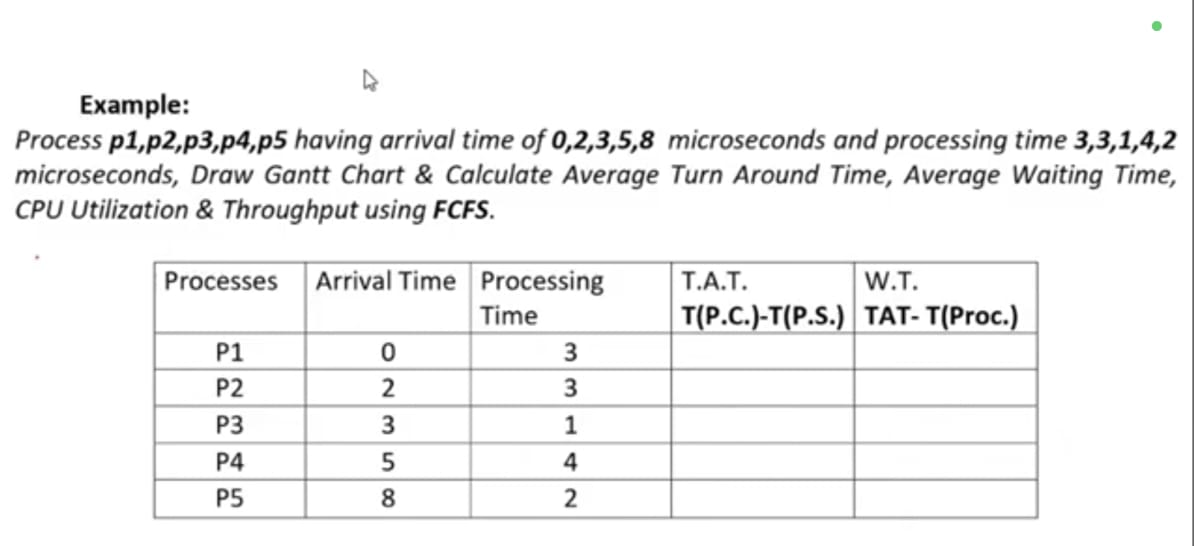 Example:
Process p1,p2,p3,p4,p5 having arrival time of 0,2,3,5,8 microseconds and processing time 3,3,1,4,2
microseconds, Draw Gantt Chart & Calculate Average Turn Around Time, Average Waiting Time,
CPU Utilization & Throughput using FCFS.
Processes Arrival Time Processing Time T.A.T. T(P.C.)-T(P.S.) W.T. TAT- T(Proc.)
P1 0 3
P2 2 3
P3 3 1
P4 5 4
P5 8 2